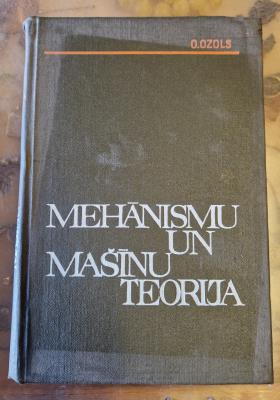 O.OZOLS
MEHĀNISMU
UN
MAŠĪNU
TEORIJA